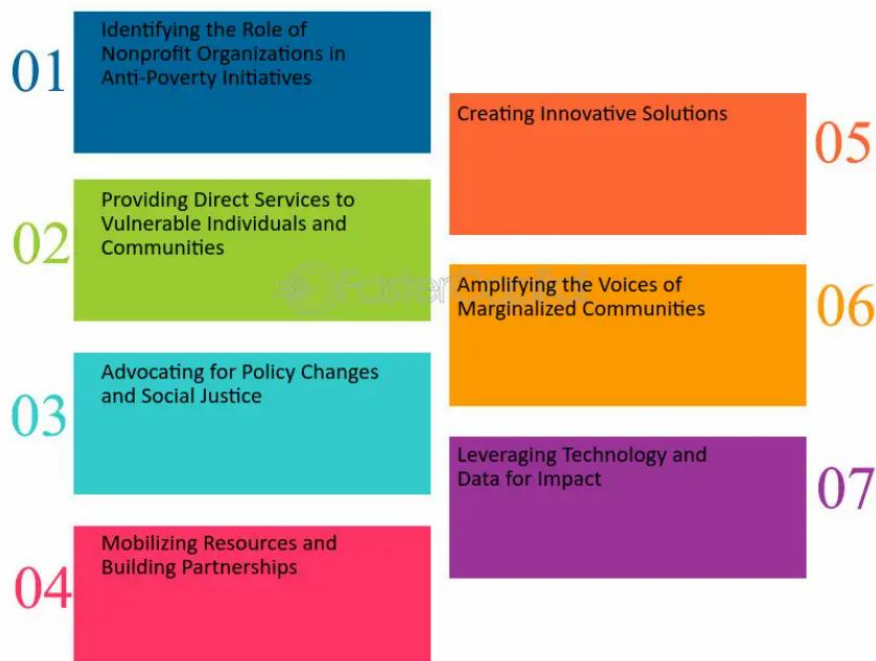 01
Identifying the Role of
Nonprofit Organizations in
Anti-Poverty Initiatives
02
Providing Direct Services to
Vulnerable Individuals and
Communities
03
Advocating for Policy Changes
and Social Justice
04
Mobilizing Resources and
Building Partnerships
Creating Innovative Solutions
05
Amplifying the Voices of
Marginalized Communities
06
Leveraging Technology and
Data for Impact
07